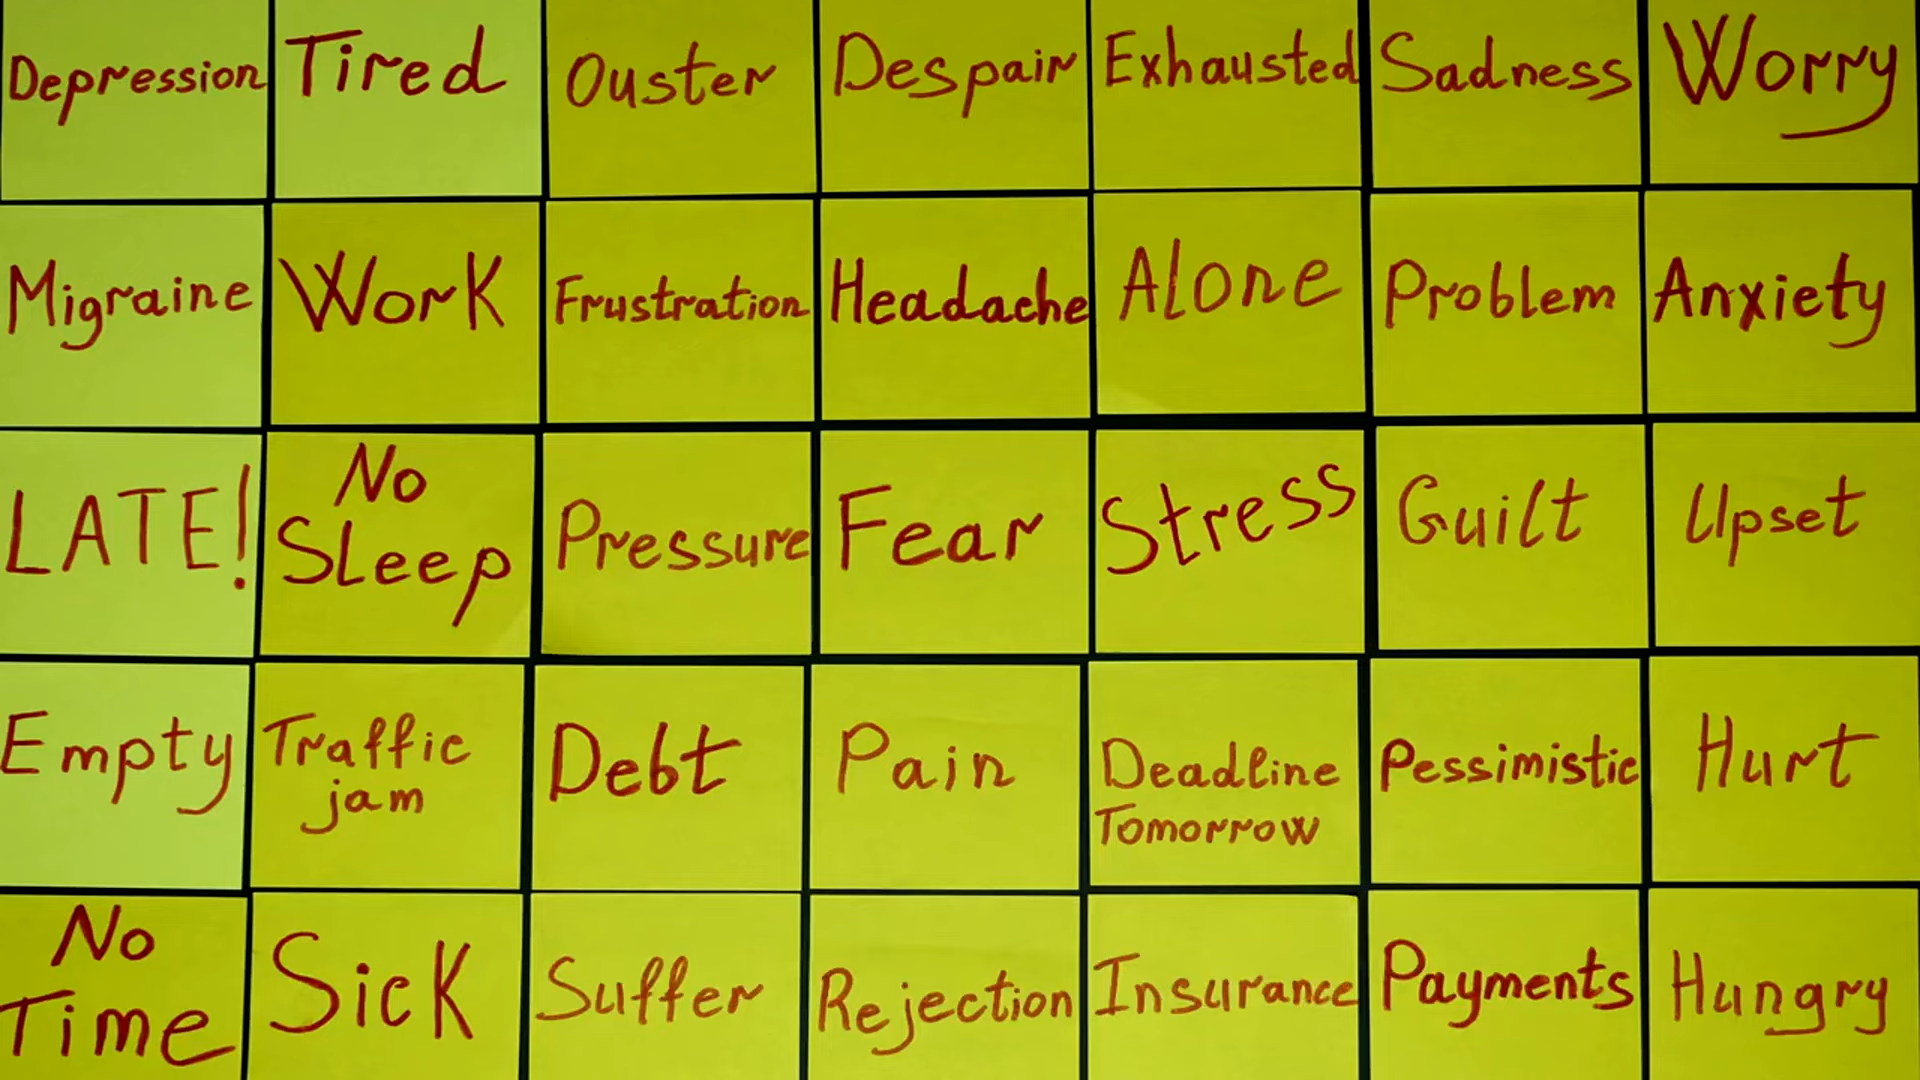 Depression Tired Ouster Despair Exhausted Sadness Worry
Migraine Work Frustration Headache Alone Problem Anxiety
LATE! No Sleep Pressure Fear Stress Guilt Upset
Empty Traffic jam Debt Pain Deadline Tomorrow Pessimistic Hurt
No Time Sick Suffer Rejection Insurance Payments Hungry